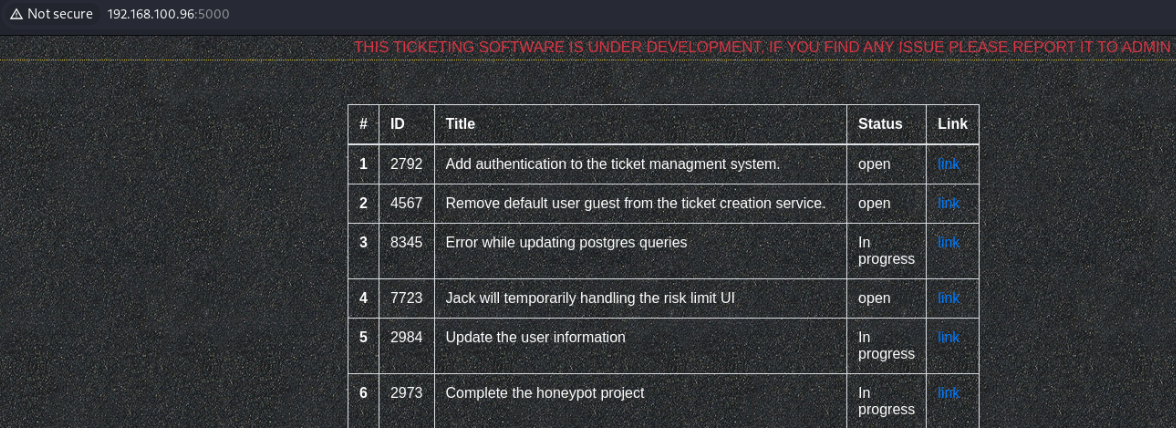 Not secure 192.168.100.96:5000
THIS TICKETING SOFTWARE IS UNDER DEVELOPMENT, IF YOU FIND ANY ISSUE PLEASE REPORT IT TO ADMIN
# ID Title Status Link
1 2792 Add authentication to the ticket managment system. open link
2 4567 Remove default user guest from the ticket creation service. open link
3 8345 Error while updating postgres queries In progress link
4 7723 Jack will temporarily handling the risk limit UI open link
5 2984 Update the user information In progress link
6 2973 Complete the honeypot project In progress link